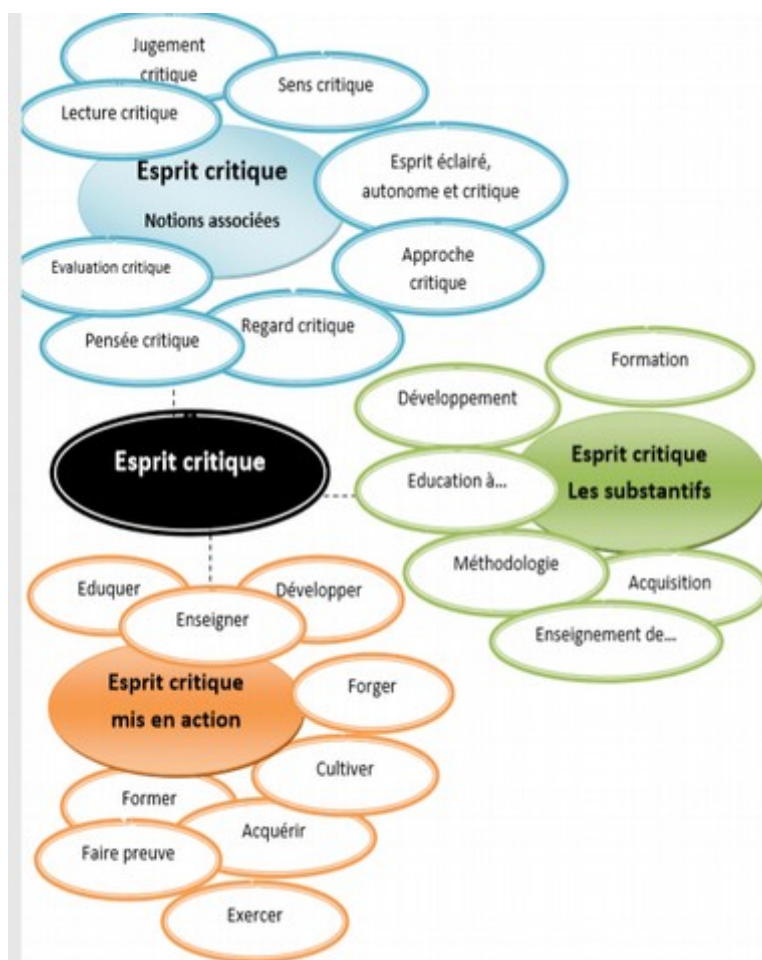 Jugement
critique
Sens critique
Lecture critique
Esprit critique
Notions associées
Esprit éclairé,
autonome et critique
Approche
critique
Evaluation critique
Regard critique
Pensée critique
Formation
Développement
Esprit critique
Les substantifs
Education à...
Méthodologie
Acquisition
Enseignement de...
Esprit critique
Eduquer
Développer
Enseigner
Esprit critique
mis en action
Forger
Cultiver
Former
Acquérir
Faire preuve
Exercer